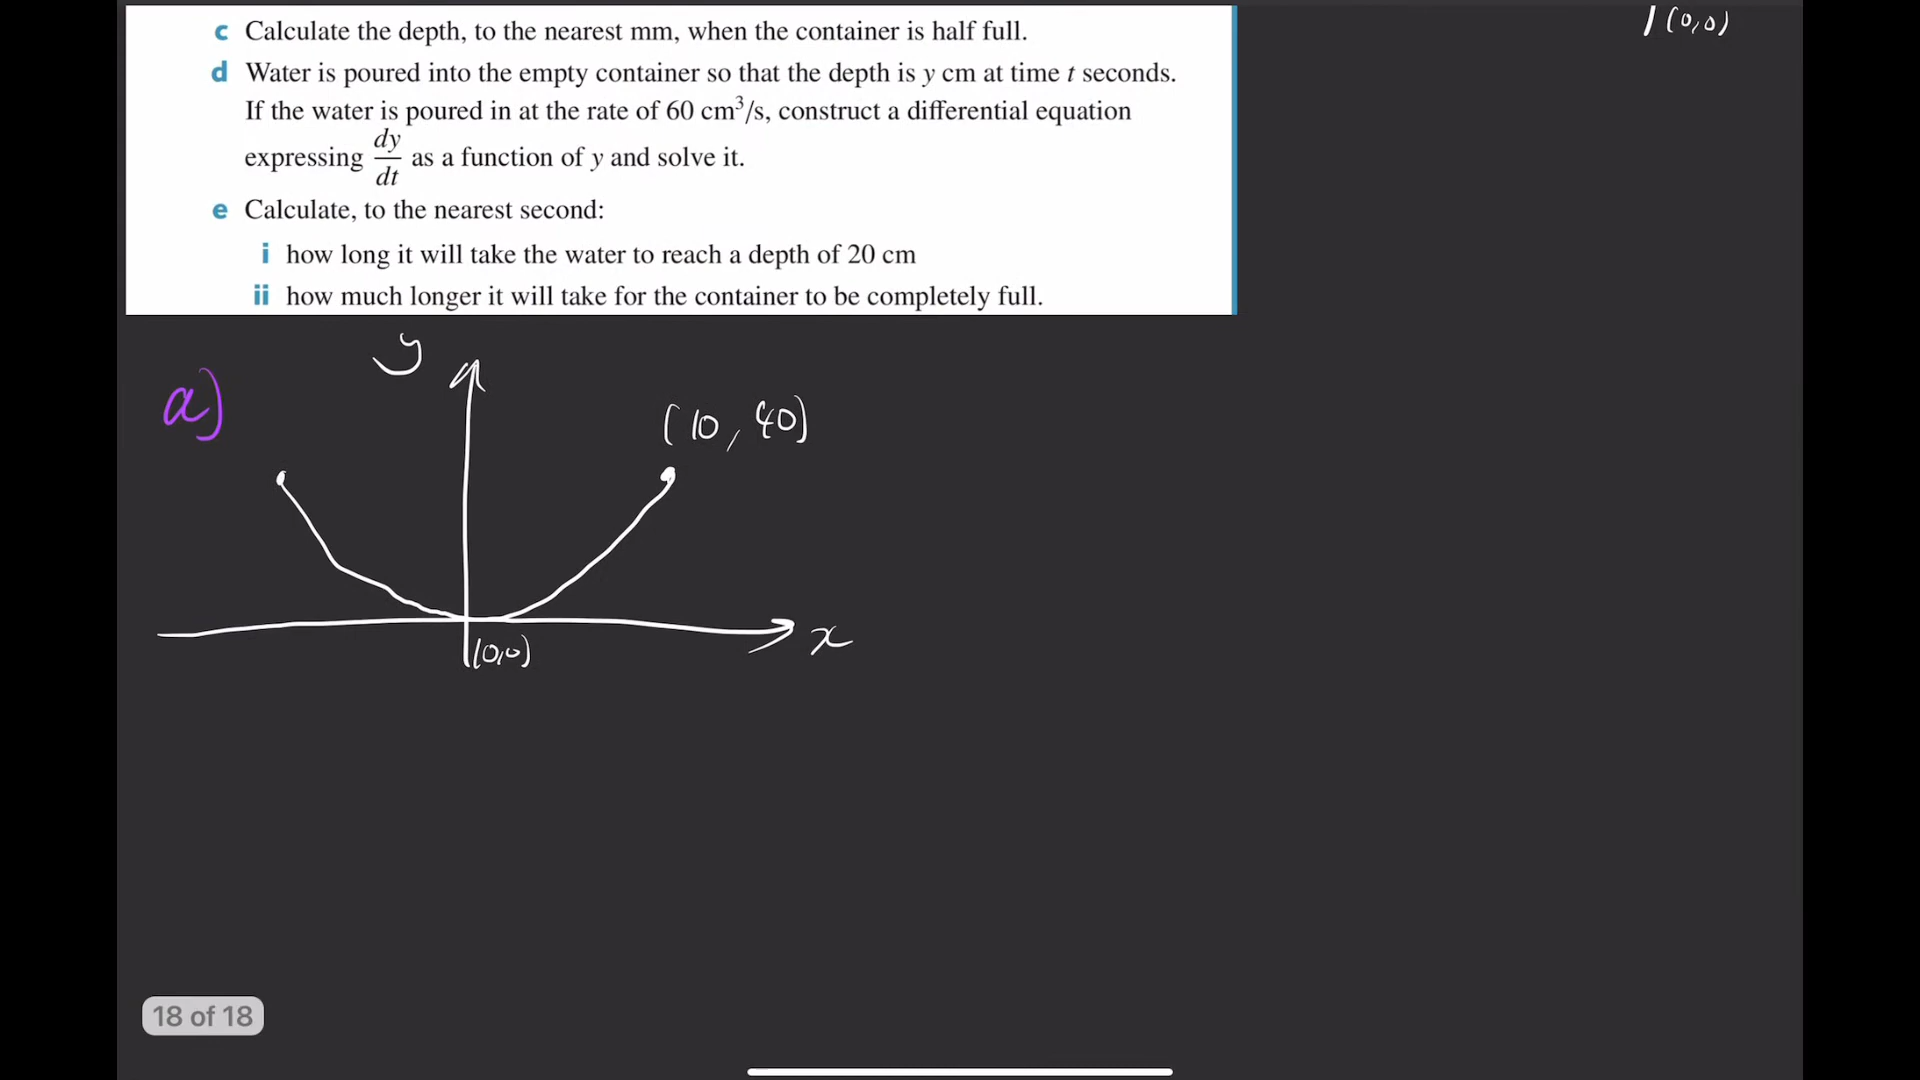 (0,0)
c Calculate the depth, to the nearest mm, when the container is half full.
d Water is poured into the empty container so that the depth is y cm at time t seconds.
If the water is poured in at the rate of 60 cm³/s, construct a differential equation
expressing dy/dt as a function of y and solve it.
e Calculate, to the nearest second:
i how long it will take the water to reach a depth of 20 cm
ii how much longer it will take for the container to be completely full.
a)
y
(10, 40)
(0,0)
x
18 of 18